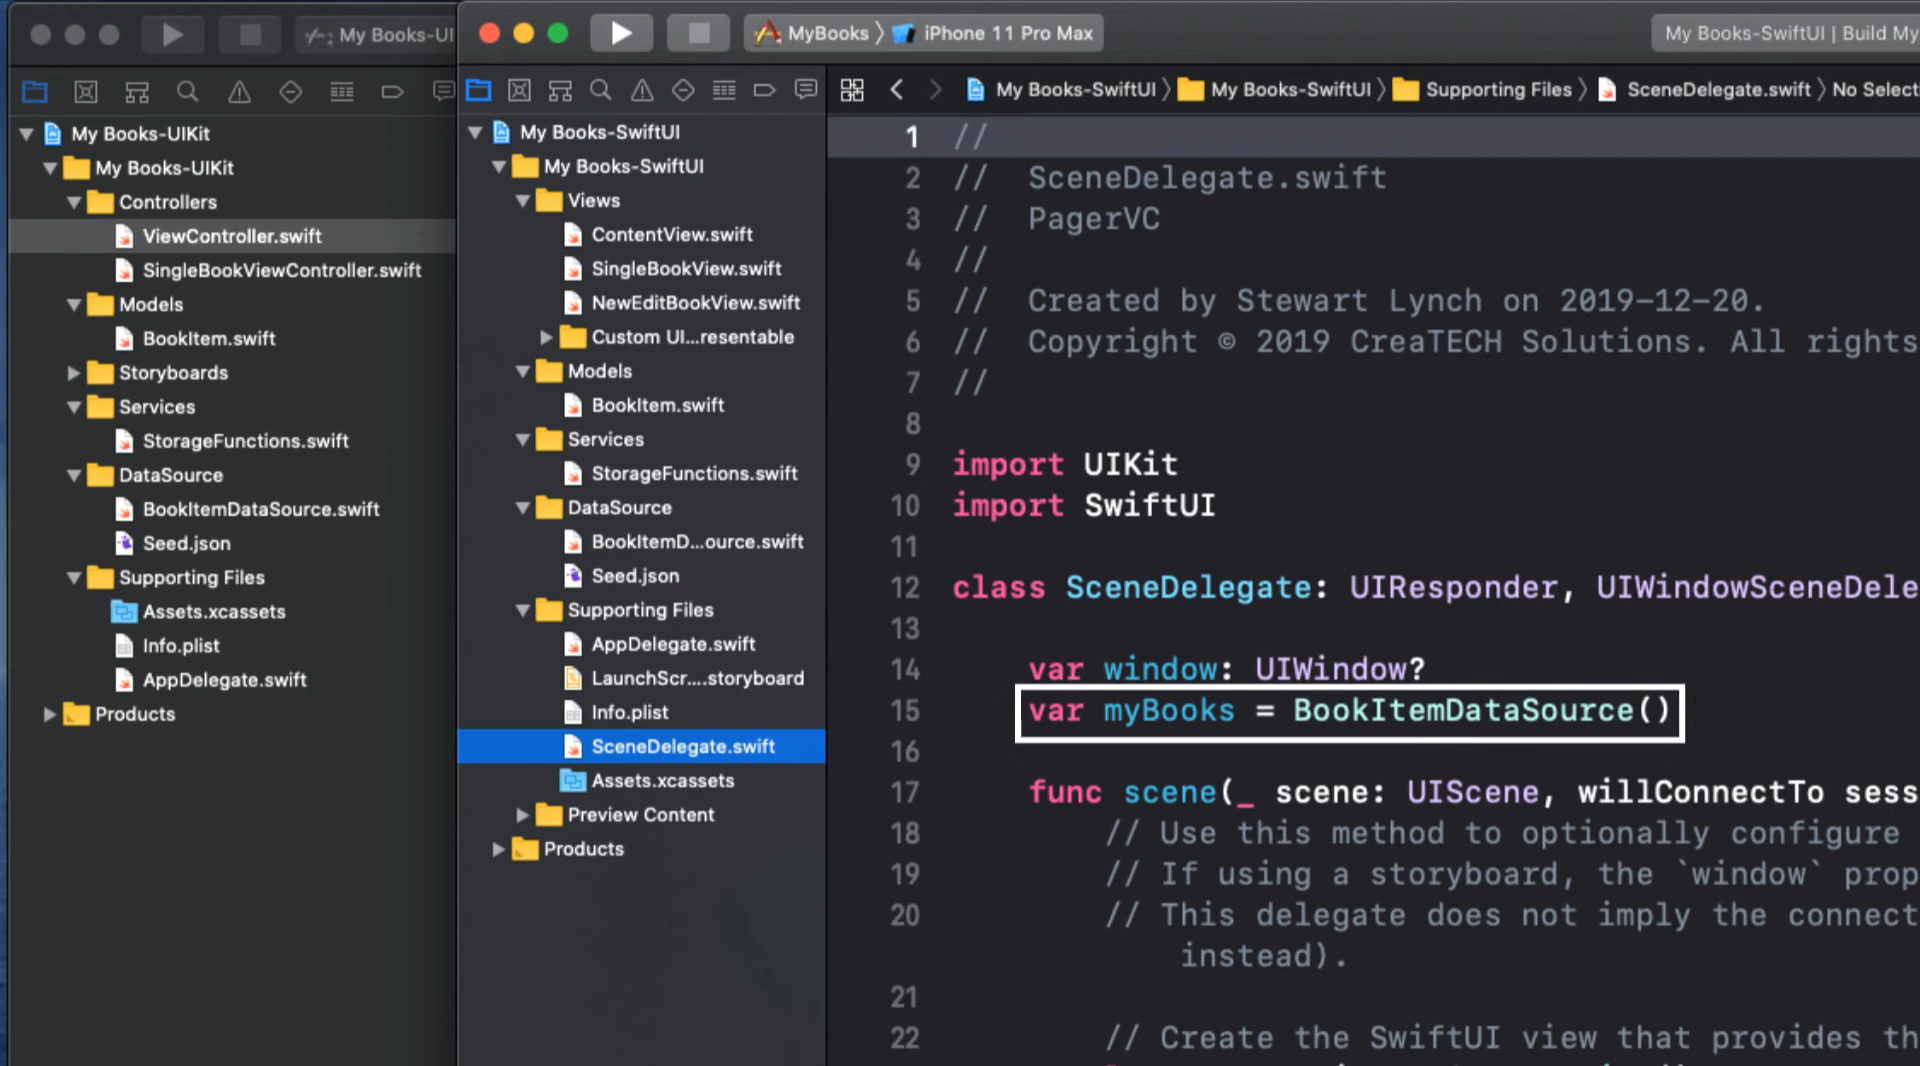 My Books-UI
MyBooks
iPhone 11 Pro Max
My Books-SwiftUI | Build My
My Books-UIKit
My Books-UIKit
Controllers
ViewController.swift
SingleBookViewController.swift
Models
BookItem.swift
Storyboards
Services
StorageFunctions.swift
DataSource
BookItemDataSource.swift
Seed.json
Supporting Files
Assets.xcassets
Info.plist
AppDelegate.swift
Products
My Books-SwiftUI
My Books-SwiftUI
Views
ContentView.swift
SingleBookView.swift
NewEditBookView.swift
Custom UI...resentable
Models
BookItem.swift
Services
StorageFunctions.swift
DataSource
BookItemD...ource.swift
Seed.json
Supporting Files
AppDelegate.swift
LaunchScr....storyboard
Info.plist
SceneDelegate.swift
Assets.xcassets
Preview Content
Products
My Books-SwiftUI 〉 My Books-SwiftUI 〉 Supporting Files 〉 SceneDelegate.swift 〉 No Selecti
1 //
2 //  SceneDelegate.swift
3 //  PagerVC
4 //
5 //  Created by Stewart Lynch on 2019-12-20.
6 //  Copyright © 2019 CreaTECH Solutions. All rights
7 //
8
9 import UIKit
10 import SwiftUI
11
12 class SceneDelegate: UIResponder, UIWindowSceneDele
13
14     var window: UIWindow?
15     var myBooks = BookItemDataSource()
16
17     func scene(_ scene: UIScene, willConnectTo sess
18         // Use this method to optionally configure
19         // If using a storyboard, the `window` prop
20         // This delegate does not imply the connect
instead).
21
22         // Create the SwiftUI view that provides th